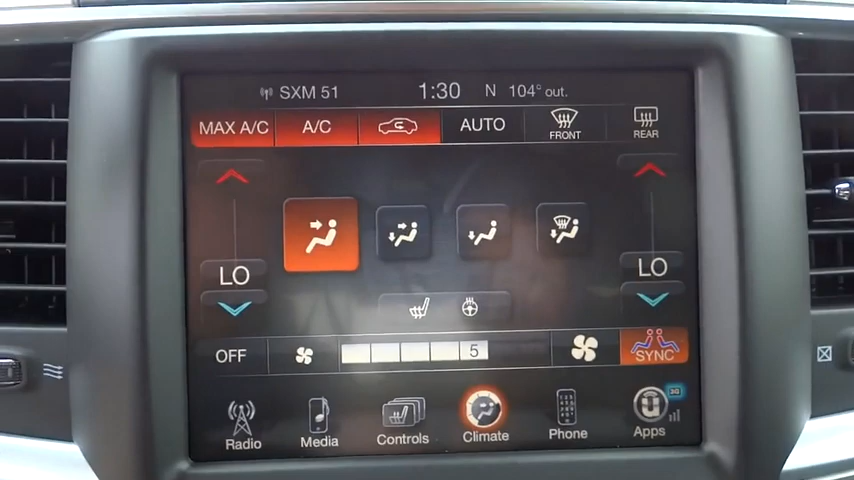 SXM 51 1:30 N 104° out.
MAX A/C A/C AUTO FRONT REAR
LO LO
OFF 5 SYNC
3G
Radio Media Controls Climate Phone Apps